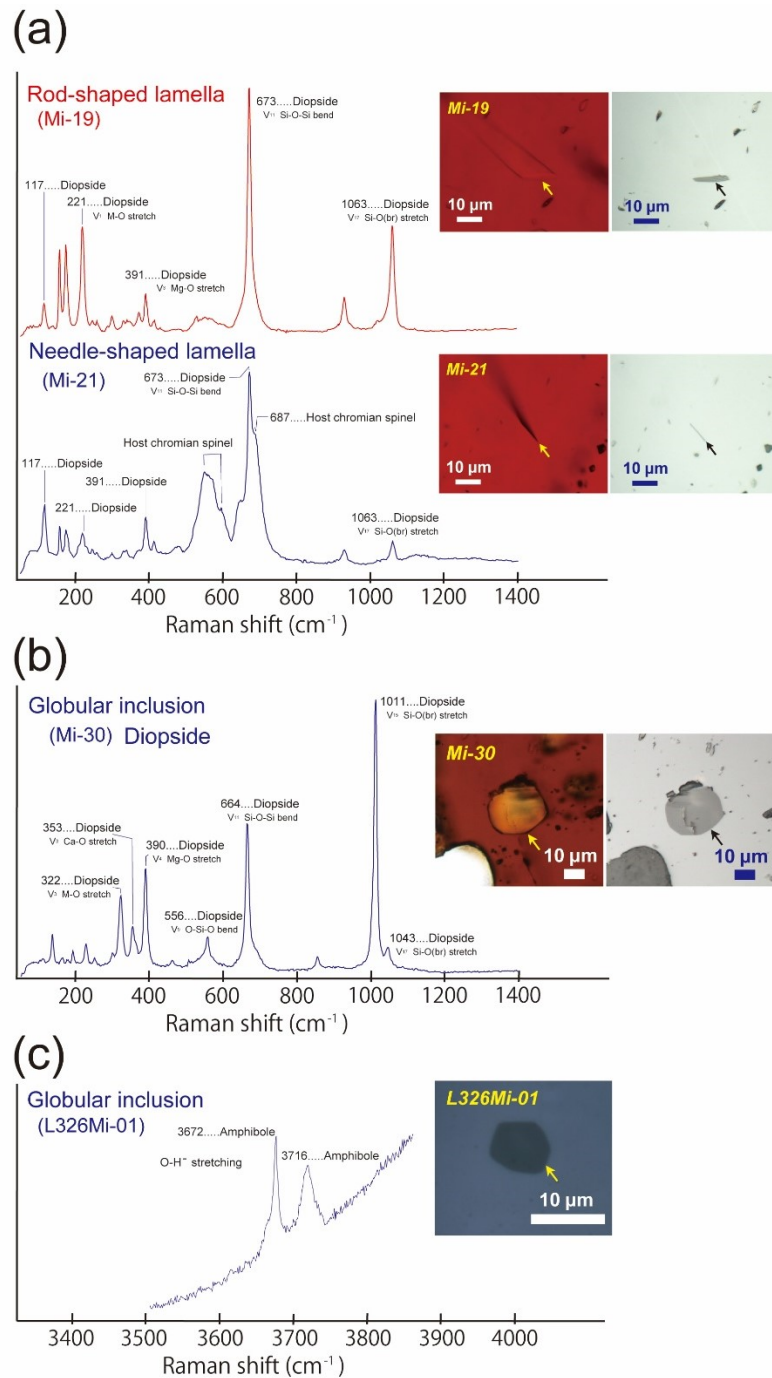 (a)
Rod-shaped lamella
(Mi-19)
673.....Diopside
V₁₁ Si-O-Si bend
117.....Diopside
221....Diopside
M-O stretch
391.....Diopside
Mg-O stretch
1063.....Diopside
V₁₇ Si-O(br) stretch
Mi-19
10 µm
10 µm
Needle-shaped lamella
(Mi-21)
673.....Diopside
V₁₁ Si-O-Si bend
687.....Host chromian spinel
Host chromian spinel
117.....Diopside
391....Diopside
221....Diopside
1063.....Diopside
V₁₇ Si-O(br) stretch
Mi-21
10 µm
10 µm
200 400 600 800 1000 1200 1400
Raman shift (cm⁻¹)
(b)
Globular inclusion
(Mi-30) Diopside
1011....Diopside
Si-O(br) stretch
664....Diopside
V₁₁ Si-O-Si bend
353....Diopside
Ca-O stretch
390....Diopside
Mg-O stretch
322....Diopside
M-O stretch
556....Diopside
O-Si-O bend
1043....Diopside
Si-O(br) stretch
Mi-30
10 µm
10 µm
200 400 600 800 1000 1200 1400
Raman shift (cm⁻¹)
(c)
Globular inclusion
(L326Mi-01)
3672.....Amphibole
O-H⁻ stretching
3716....Amphibole
L326Mi-01
10 µm
3400 3500 3600 3700 3800 3900 4000
Raman shift (cm⁻¹)